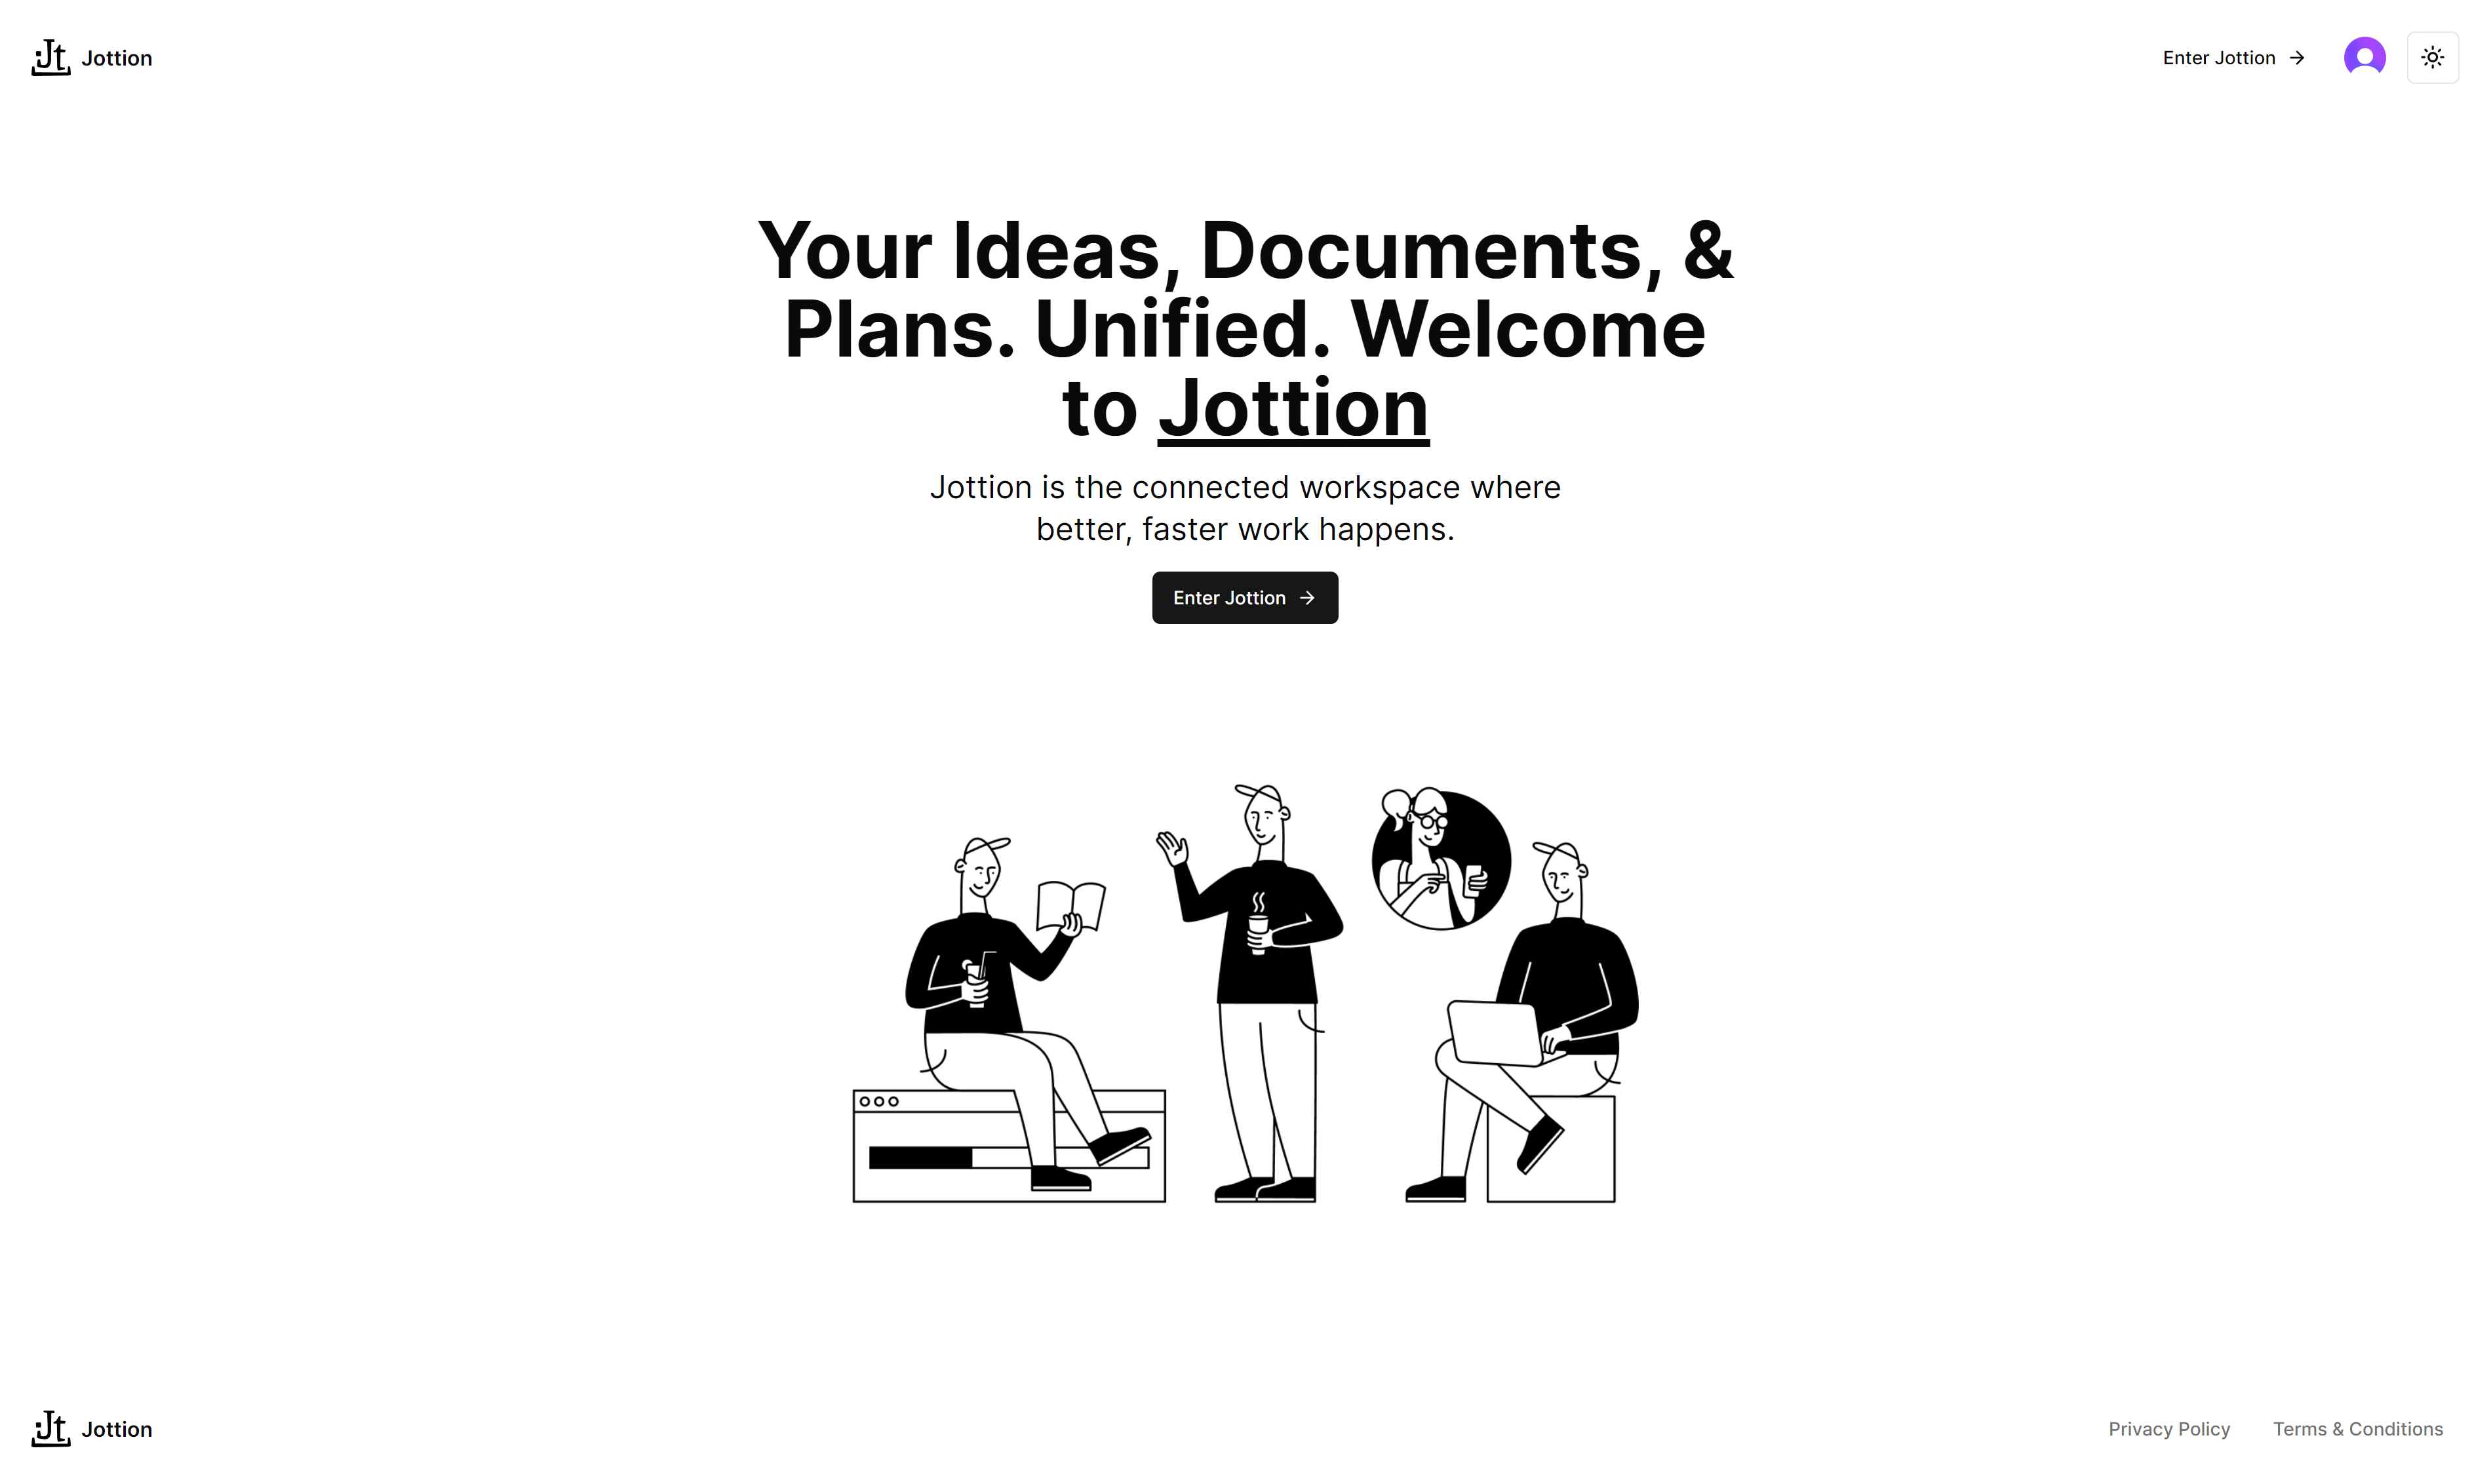 Jt Jottion
Enter Jottion →
Your Ideas, Documents, &
Plans. Unified. Welcome
to Jottion
Jottion is the connected workspace where
better, faster work happens.
Enter Jottion →
Jt Jottion
Privacy Policy
Terms & Conditions